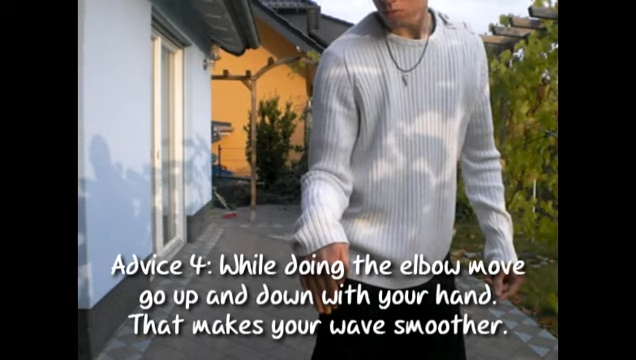 Advice 4: While doing the elbow move
go up and down with your hand.
That makes your wave smoother.